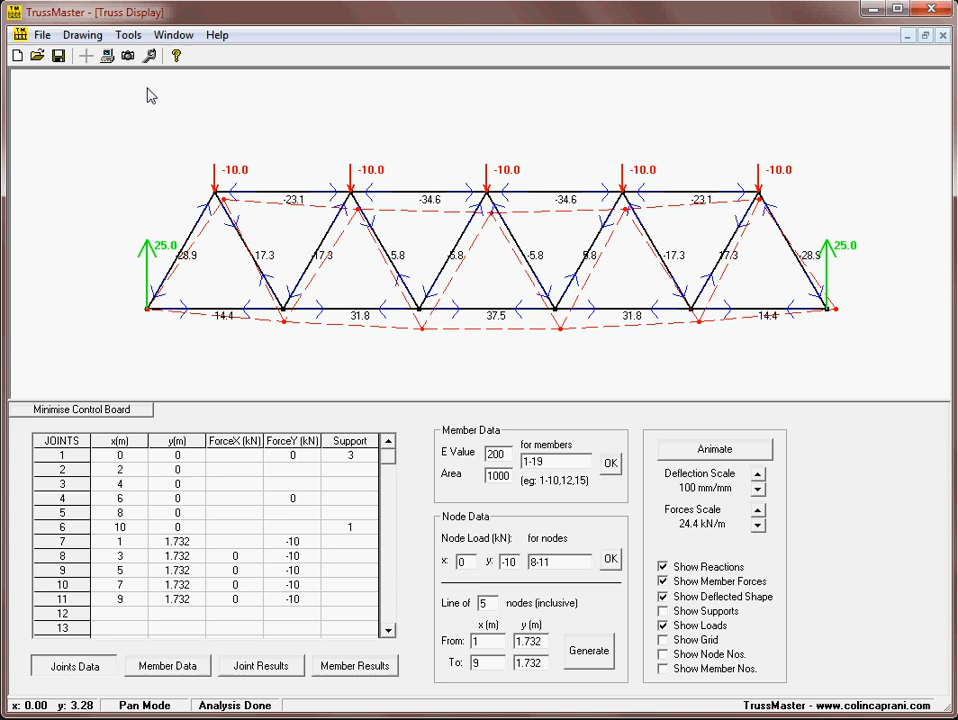 TrussMaster - [Truss Display]
File Drawing Tools Window Help
-10.0 -10.0 -10.0 -10.0 -10.0
-23.1 -34.6 -34.6 -23.1
25.0 -28.9 17.3 -17.3 5.8 -5.8 -5.8 5.8 -17.3 17.3 -28.9 25.0
14.4 31.8 37.5 31.8 14.4
Minimise Control Board
JOINTS x(m) y(m) ForceX (kN) ForceY (kN) Support
1 0 0 0 3
2 2 0
3 4 0
4 6 0 0
5 8 0
6 10 0 1
7 1 1.732 -10
8 3 1.732 0 -10
9 5 1.732 0 -10
10 7 1.732 0 -10
11 9 1.732 0 -10
12
13
Joints Data Member Data Joint Results Member Results
Member Data
E Value 200 for members
1-19 OK
Area 1000 (eg: 1-10,12,15)
Node Data
Node Load (kN): for nodes
x: 0 y: -10 8-11 OK
Line of 5 nodes (inclusive)
x (m) y (m)
From: 1 1.732
To: 9 1.732
Generate
Animate
Deflection Scale
100 mm/mm
Forces Scale
24.4 kN/m
Show Reactions
Show Member Forces
Show Deflected Shape
Show Supports
Show Loads
Show Grid
Show Node Nos.
Show Member Nos.
x: 0.00 y: 3.28 Pan Mode Analysis Done TrussMaster - www.colincaprani.com